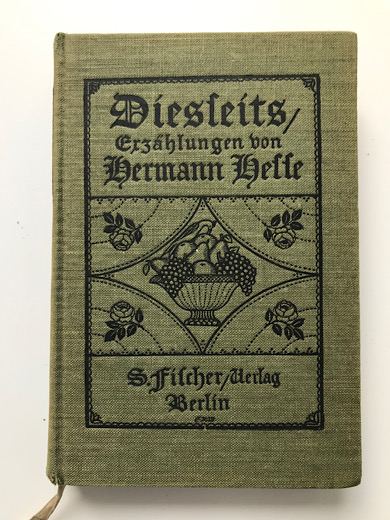 Diesseits/
Erzählungen von
Hermann Hesse
S. Fischer/Verlag
Berlin